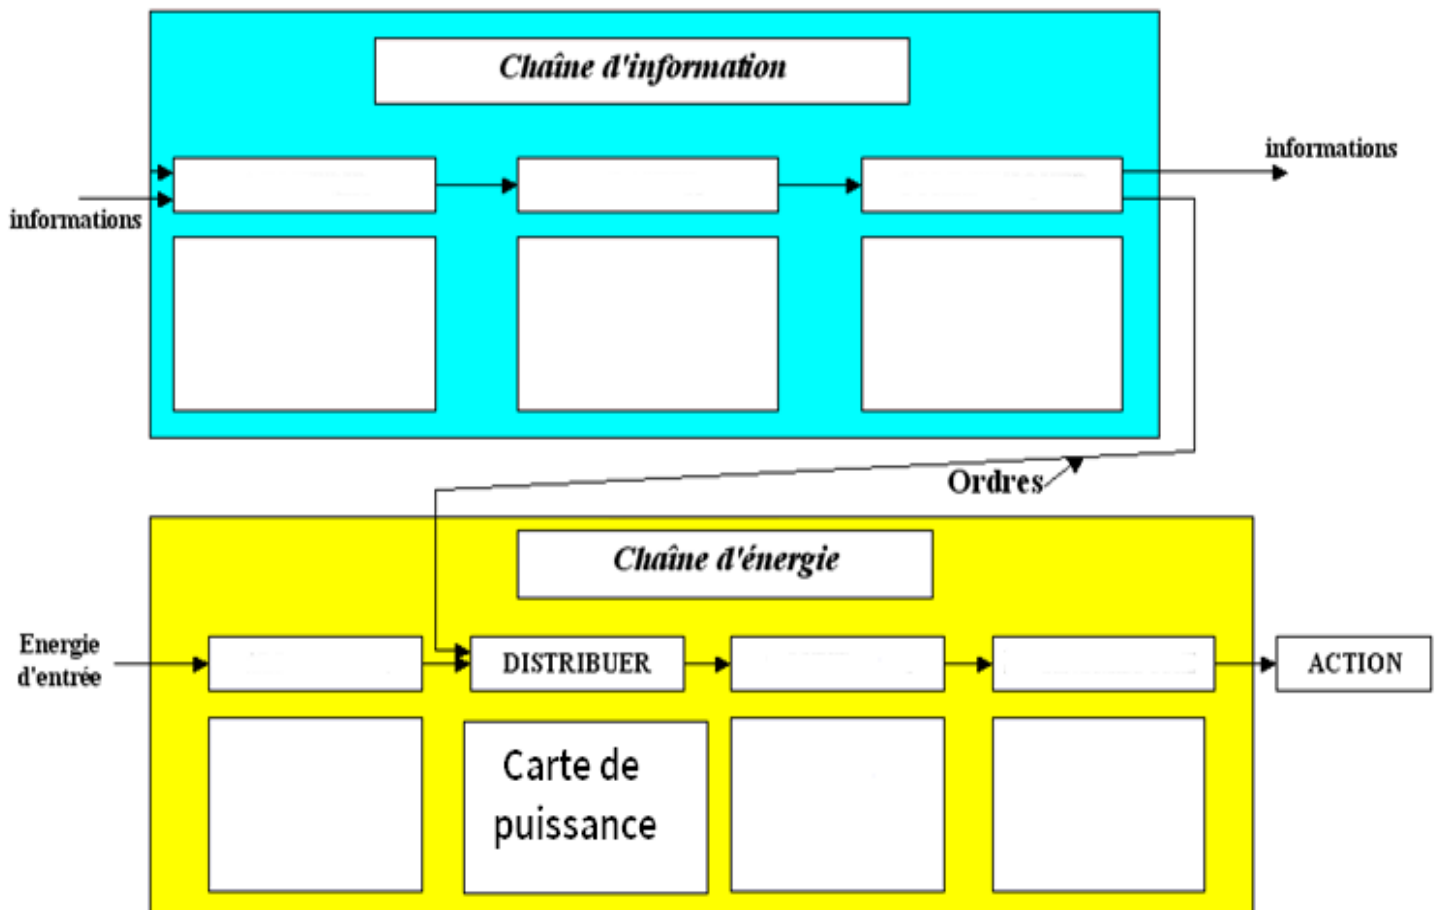 Chaîne d'information
informations
informations
Ordres
Chaîne d'énergie
Energie
d'entrée
DISTRIBUER
ACTION
Carte de
puissance